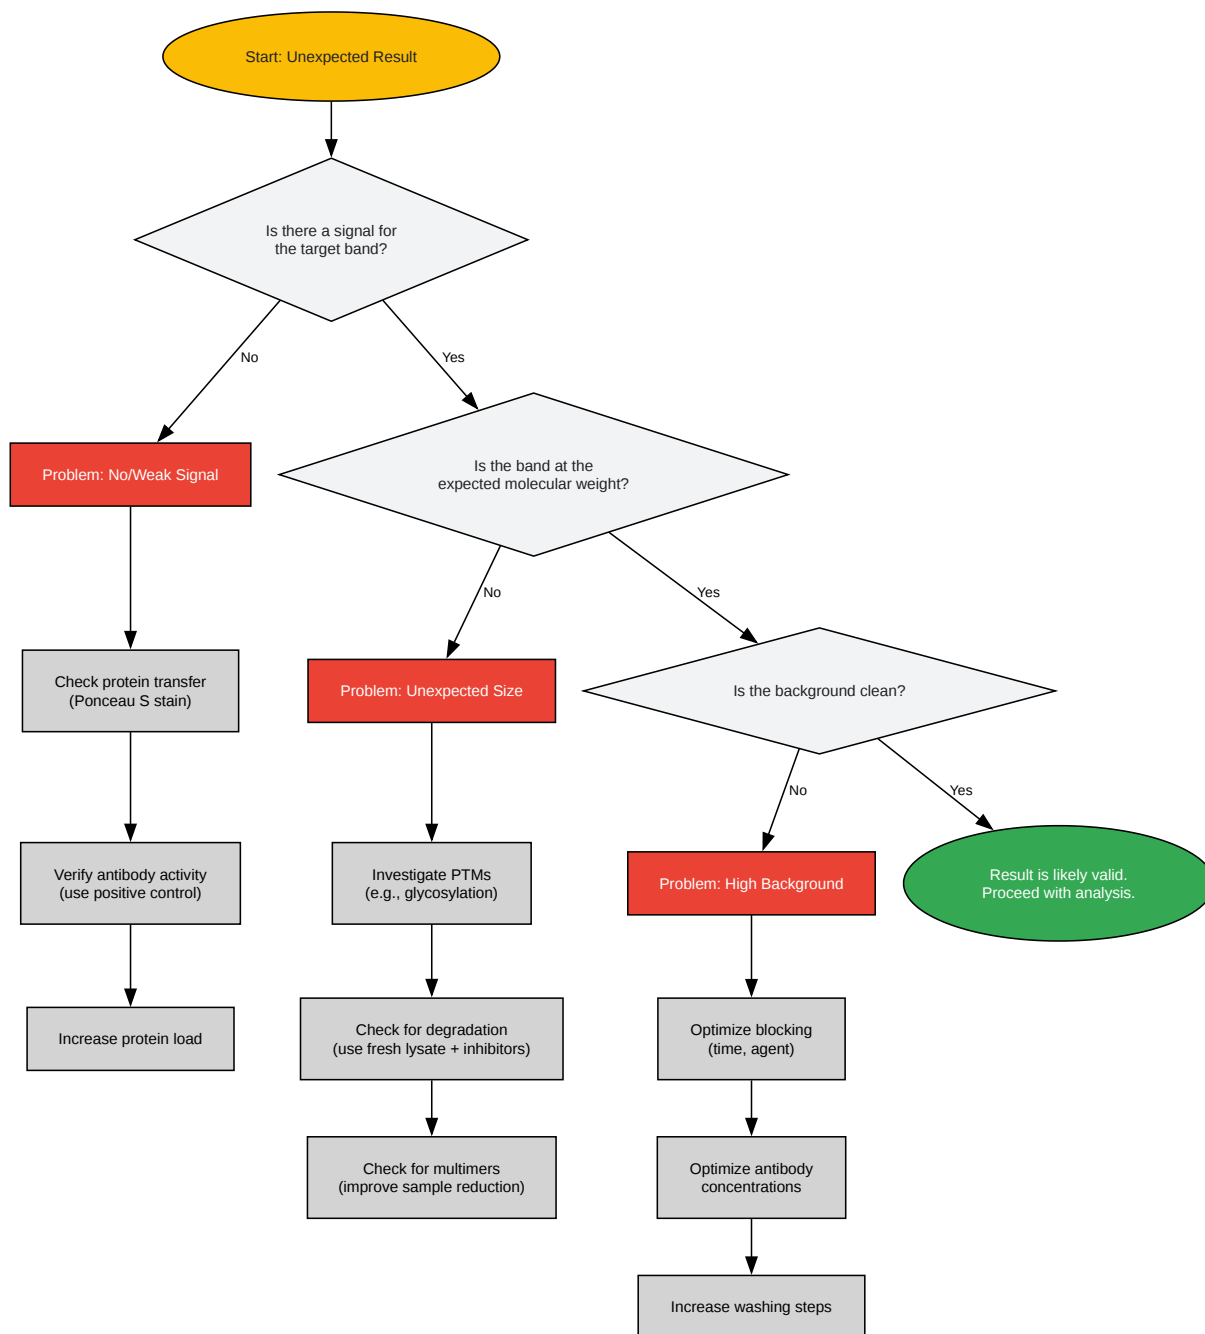 Start: Unexpected Result
Is there a signal for
the target band?
No
Yes
Problem: No/Weak Signal
Is the band at the
expected molecular weight?
No
Yes
Check protein transfer
(Ponceau S stain)
Problem: Unexpected Size
Is the background clean?
No
Yes
Verify antibody activity
(use positive control)
Investigate PTMs
(e.g., glycosylation)
Problem: High Background
Result is likely valid.
Proceed with analysis.
Increase protein load
Check for degradation
(use fresh lysate + inhibitors)
Optimize blocking
(time, agent)
Check for multimers
(improve sample reduction)
Optimize antibody
concentrations
Increase washing steps